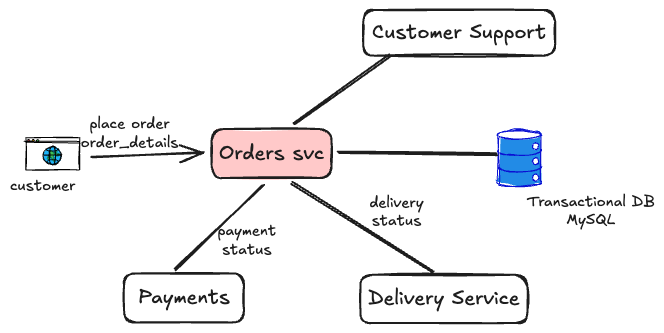 Customer Support
place order
order_details
Orders svc
customer
Transactional DB
MySQL
delivery
status
payment
status
Payments
Delivery Service